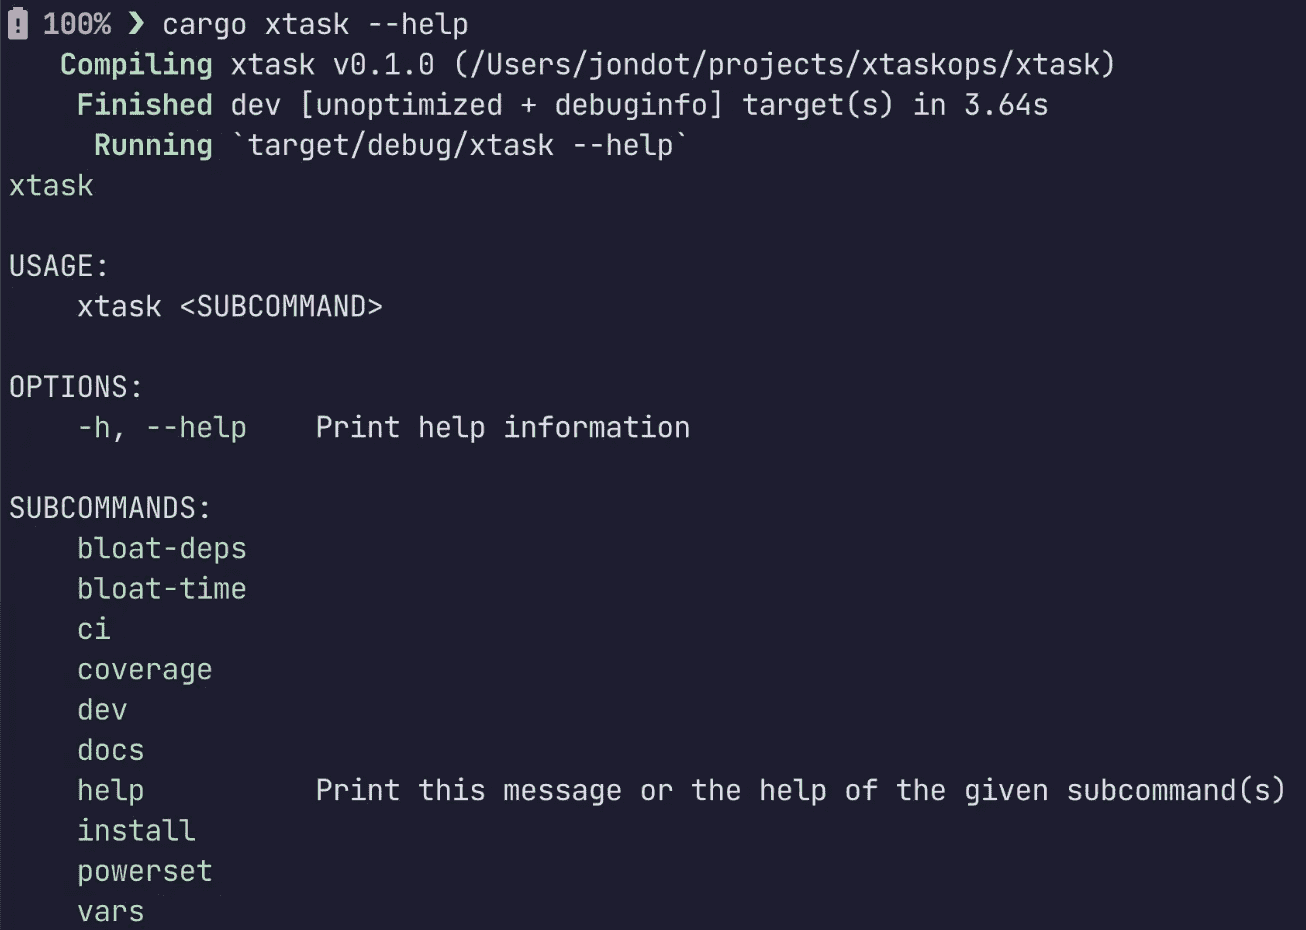 100% ❯ cargo xtask --help
   Compiling xtask v0.1.0 (/Users/jondot/projects/xtaskops/xtask)
    Finished dev [unoptimized + debuginfo] target(s) in 3.64s
     Running `target/debug/xtask --help`
xtask

USAGE:
    xtask <SUBCOMMAND>

OPTIONS:
    -h, --help    Print help information

SUBCOMMANDS:
    bloat-deps
    bloat-time
    ci
    coverage
    dev
    docs
    help          Print this message or the help of the given subcommand(s)
    install
    powerset
    vars